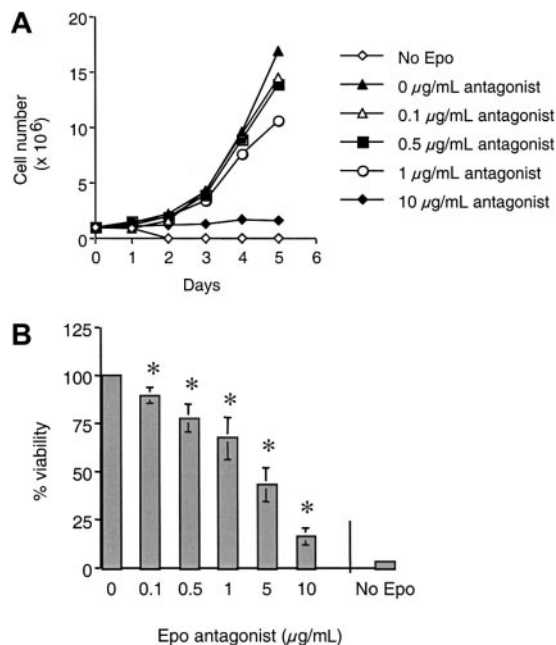 A
20
15
10
5
0
Cell number
(x 10⁶)
0 1 2 3 4 5 6
Days
No Epo
0 µg/mL antagonist
0.1 µg/mL antagonist
0.5 µg/mL antagonist
1 µg/mL antagonist
10 µg/mL antagonist
B
125
100
75
50
25
0
% viability
* * * * *
0 0.1 0.5 1 5 10 No Epo
Epo antagonist (µg/mL)